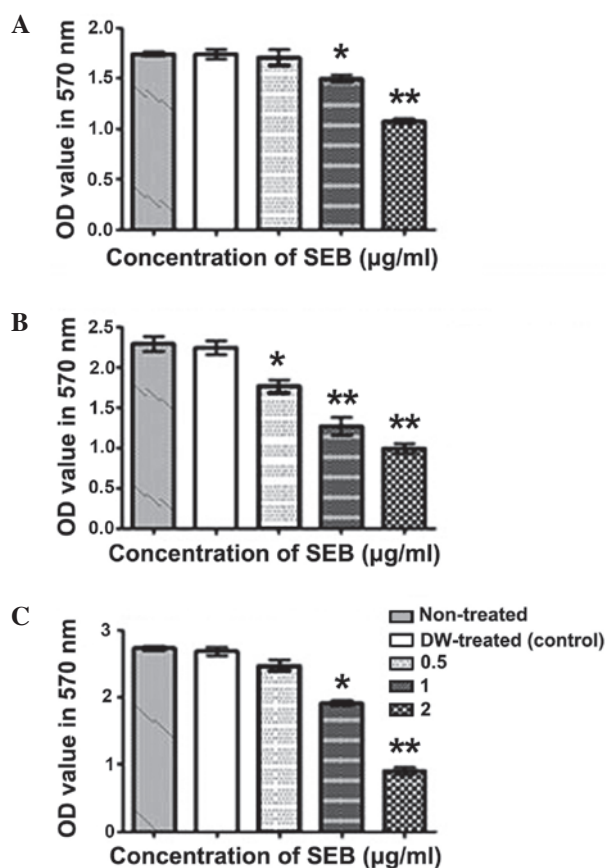 A
OD value in 570 nm
2.0
1.5
1.0
0.5
0.0
*
**
Concentration of SEB (µg/ml)
B
OD value in 570 nm
2.5
2.0
1.5
1.0
0.5
0.0
*
**
**
Concentration of SEB (µg/ml)
C
OD value in 570 nm
3
2
1
0
*
**
Non-treated
DW-treated (control)
0.5
1
2
Concentration of SEB (µg/ml)